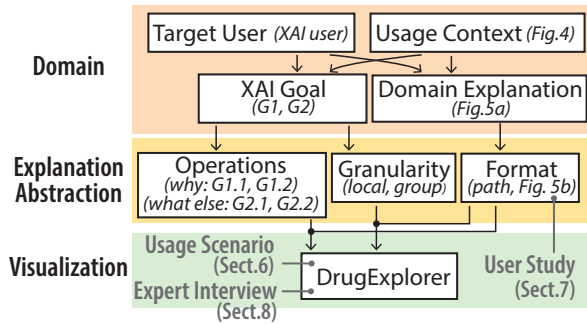 Target User (XAI user)
Usage Context (Fig.4)
Domain
XAI Goal
(G1, G2)
Domain Explanation
(Fig.5a)
Explanation
Abstraction
Operations
(why: G1.1, G1.2)
(what else: G2.1, G2.2)
Granularity
(local, group)
Format
(path, Fig. 5b)
Visualization
Usage Scenario
(Sect.6)
Expert Interview
(Sect.8)
DrugExplorer
User Study
(Sect.7)